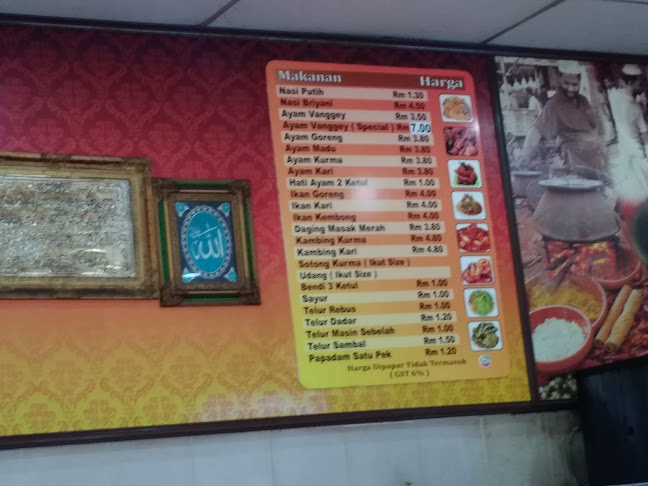 Makanan Harga
Nasi Putih Rm 1.30
Nasi Briyani Rm 4.50
Ayam Vanggey Rm 3.50
Ayam Vanggey ( Special ) Rm 7.00
Ayam Goreng Rm 3.80
Ayam Madu Rm 3.80
Ayam Kurma Rm 3.80
Ayam Kari Rm 3.80
Hati Ayam 2 Ketul Rm 1.00
Ikan Goreng Rm 4.00
Ikan Kari Rm 4.00
Ikan Kembong Rm 4.00
Daging Masak Merah Rm 3.80
Kambing Kurma Rm 4.80
Kambing Kari Rm 4.80
Sotong Kurma ( Ikut Size )
Udang ( Ikut Size )
Bendi 3 Ketul Rm 1.00
Sayur Rm 1.00
Telur Rebus Rm 1.00
Telur Dadar Rm 1.20
Telur Masin Sebelah Rm 1.00
Telur Sambal Rm 1.50
Papadam Satu Pek Rm 1.20
Harga Dipapar Tidak Termasuk
( GST 6% )
الله